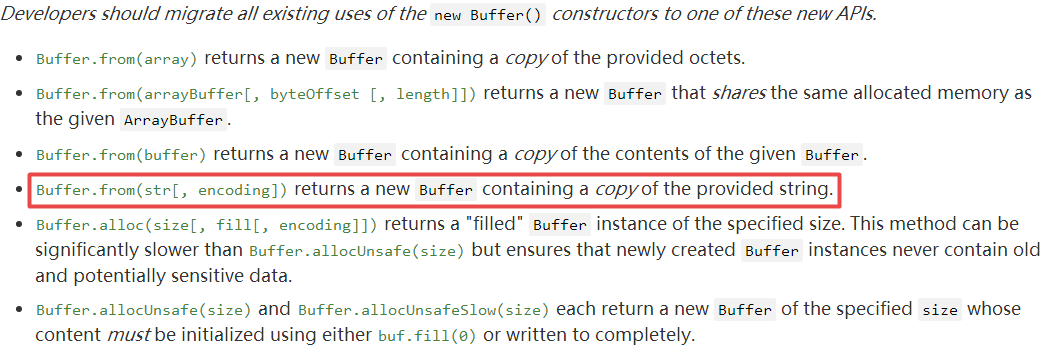 Developers should migrate all existing uses of the new Buffer() constructors to one of these new APIs.
• Buffer.from(array) returns a new Buffer containing a copy of the provided octets.
• Buffer.from(arrayBuffer[, byteOffset [, length]]) returns a new Buffer that shares the same allocated memory as
the given ArrayBuffer.
• Buffer.from(buffer) returns a new Buffer containing a copy of the contents of the given Buffer.
• Buffer.from(str[, encoding]) returns a new Buffer containing a copy of the provided string.
• Buffer.alloc(size[, fill[, encoding]]) returns a "filled" Buffer instance of the specified size. This method can be
significantly slower than Buffer.allocUnsafe(size) but ensures that newly created Buffer instances never contain old
and potentially sensitive data.
• Buffer.allocUnsafe(size) and Buffer.allocUnsafeSlow(size) each return a new Buffer of the specified size whose
content must be initialized using either buf.fill(0) or written to completely.